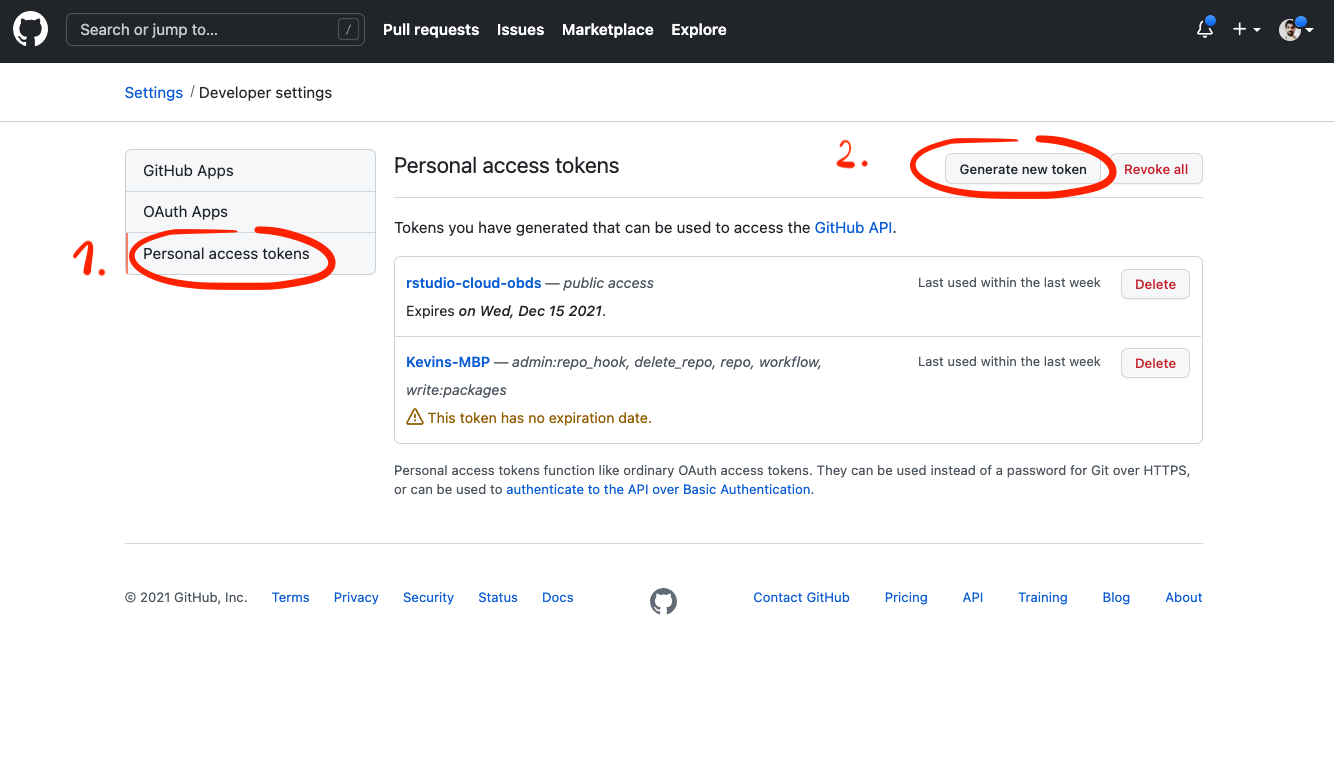 Search or jump to... /
Pull requests Issues Marketplace Explore
Settings / Developer settings
GitHub Apps
OAuth Apps
1. Personal access tokens
Personal access tokens
2. Generate new token
Revoke all
Tokens you have generated that can be used to access the GitHub API.
rstudio-cloud-obds — public access
Last used within the last week
Delete
Expires on Wed, Dec 15 2021.
Kevins-MBP — admin:repo_hook, delete_repo, repo, workflow,
write:packages
Last used within the last week
Delete
This token has no expiration date.
Personal access tokens function like ordinary OAuth access tokens. They can be used instead of a password for Git over HTTPS,
or can be used to authenticate to the API over Basic Authentication.
© 2021 GitHub, Inc. Terms Privacy Security Status Docs
Contact GitHub Pricing API Training Blog About